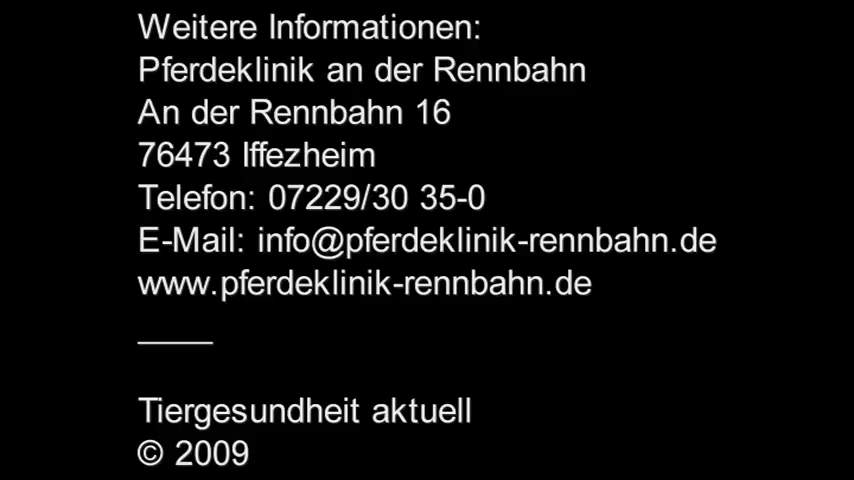 Weitere Informationen:
Pferdeklinik an der Rennbahn
An der Rennbahn 16
76473 Iffezheim
Telefon: 07229/30 35-0
E-Mail: info@pferdeklinik-rennbahn.de
www.pferdeklinik-rennbahn.de
____
Tiergesundheit aktuell
© 2009